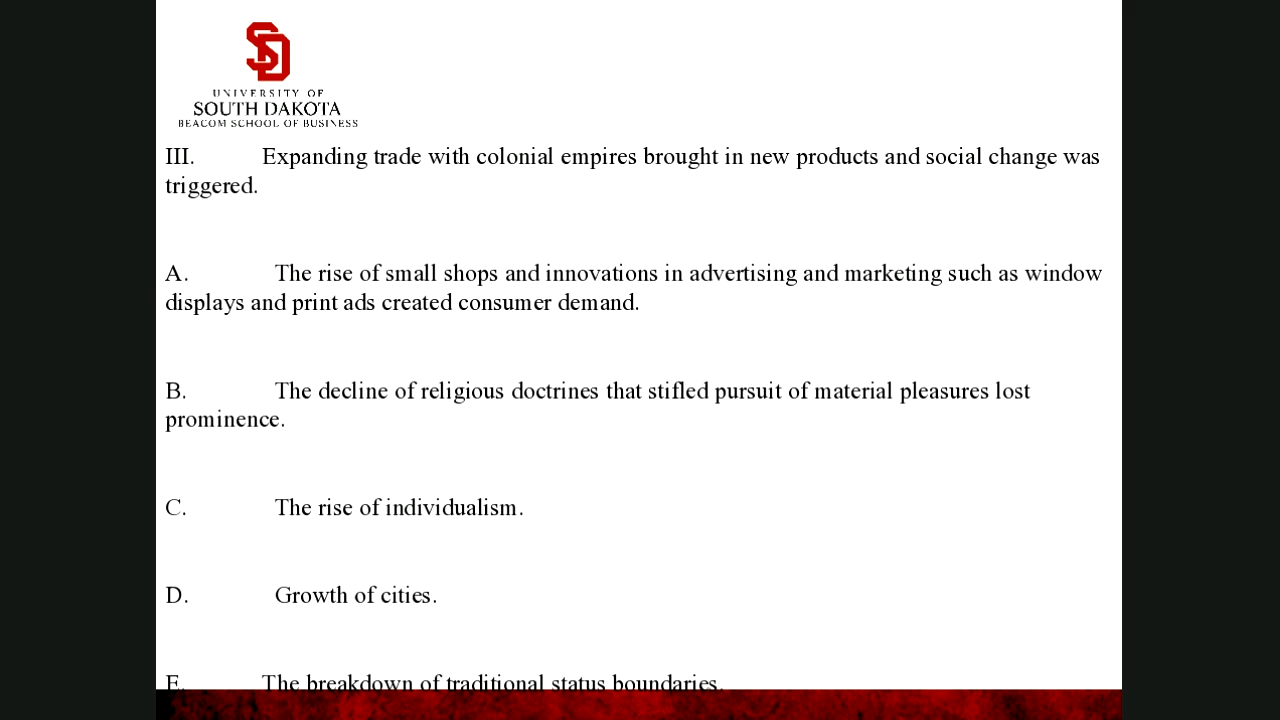 SD
UNIVERSITY OF
SOUTH DAKOTA
BEACOM SCHOOL OF BUSINESS
III. Expanding trade with colonial empires brought in new products and social change was
triggered.
A. The rise of small shops and innovations in advertising and marketing such as window
displays and print ads created consumer demand.
B. The decline of religious doctrines that stifled pursuit of material pleasures lost
prominence.
C. The rise of individualism.
D. Growth of cities.
E. The breakdown of traditional status boundaries.